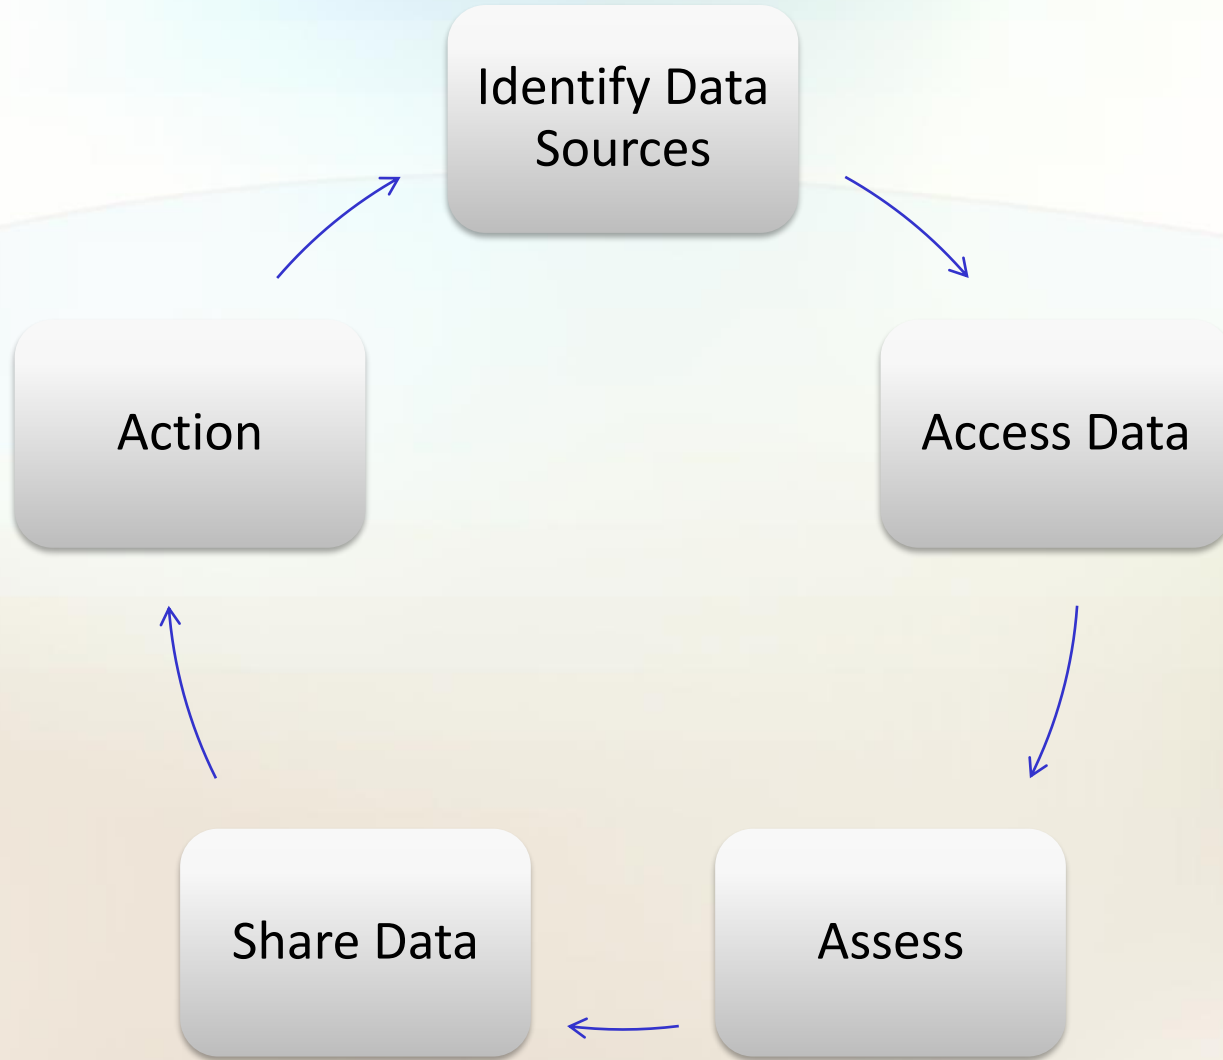 Identify Data
Sources
Access Data
Assess
Share Data
Action